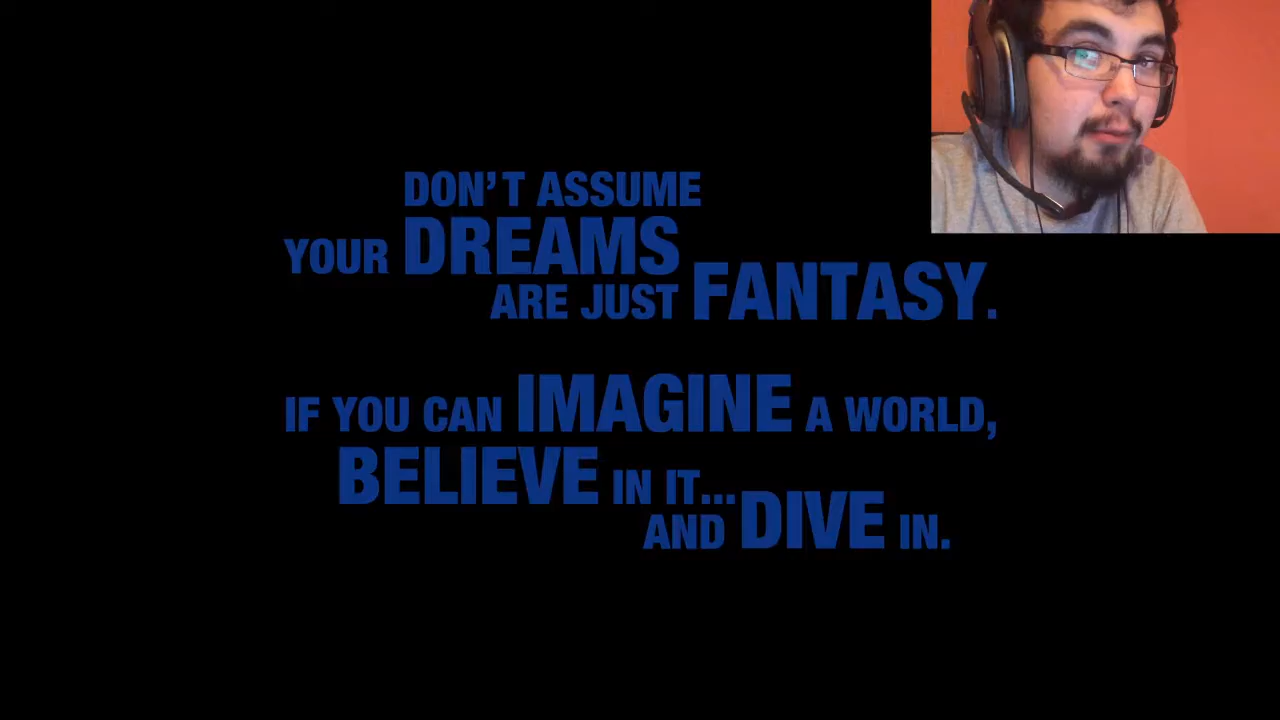 DON'T ASSUME
YOUR DREAMS
ARE JUST FANTASY.
IF YOU CAN IMAGINE A WORLD,
BELIEVE IN IT...
AND DIVE IN.